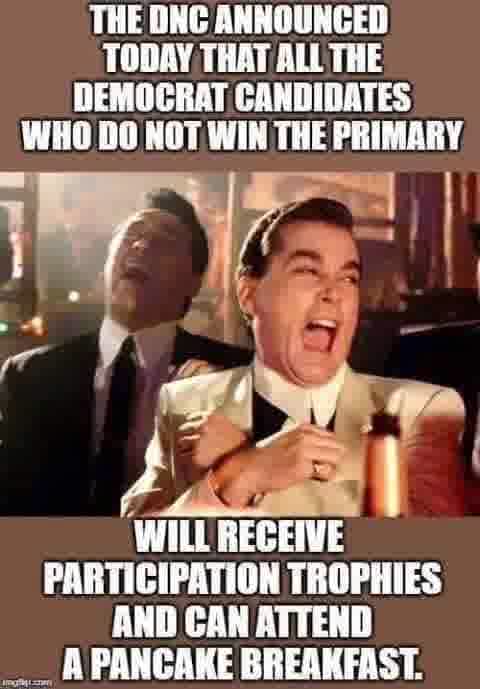 THE DNC ANNOUNCED
TODAY THAT ALL THE
DEMOCRAT CANDIDATES
WHO DO NOT WIN THE PRIMARY
WILL RECEIVE
PARTICIPATION TROPHIES
AND CAN ATTEND
A PANCAKE BREAKFAST.
imgflip.com